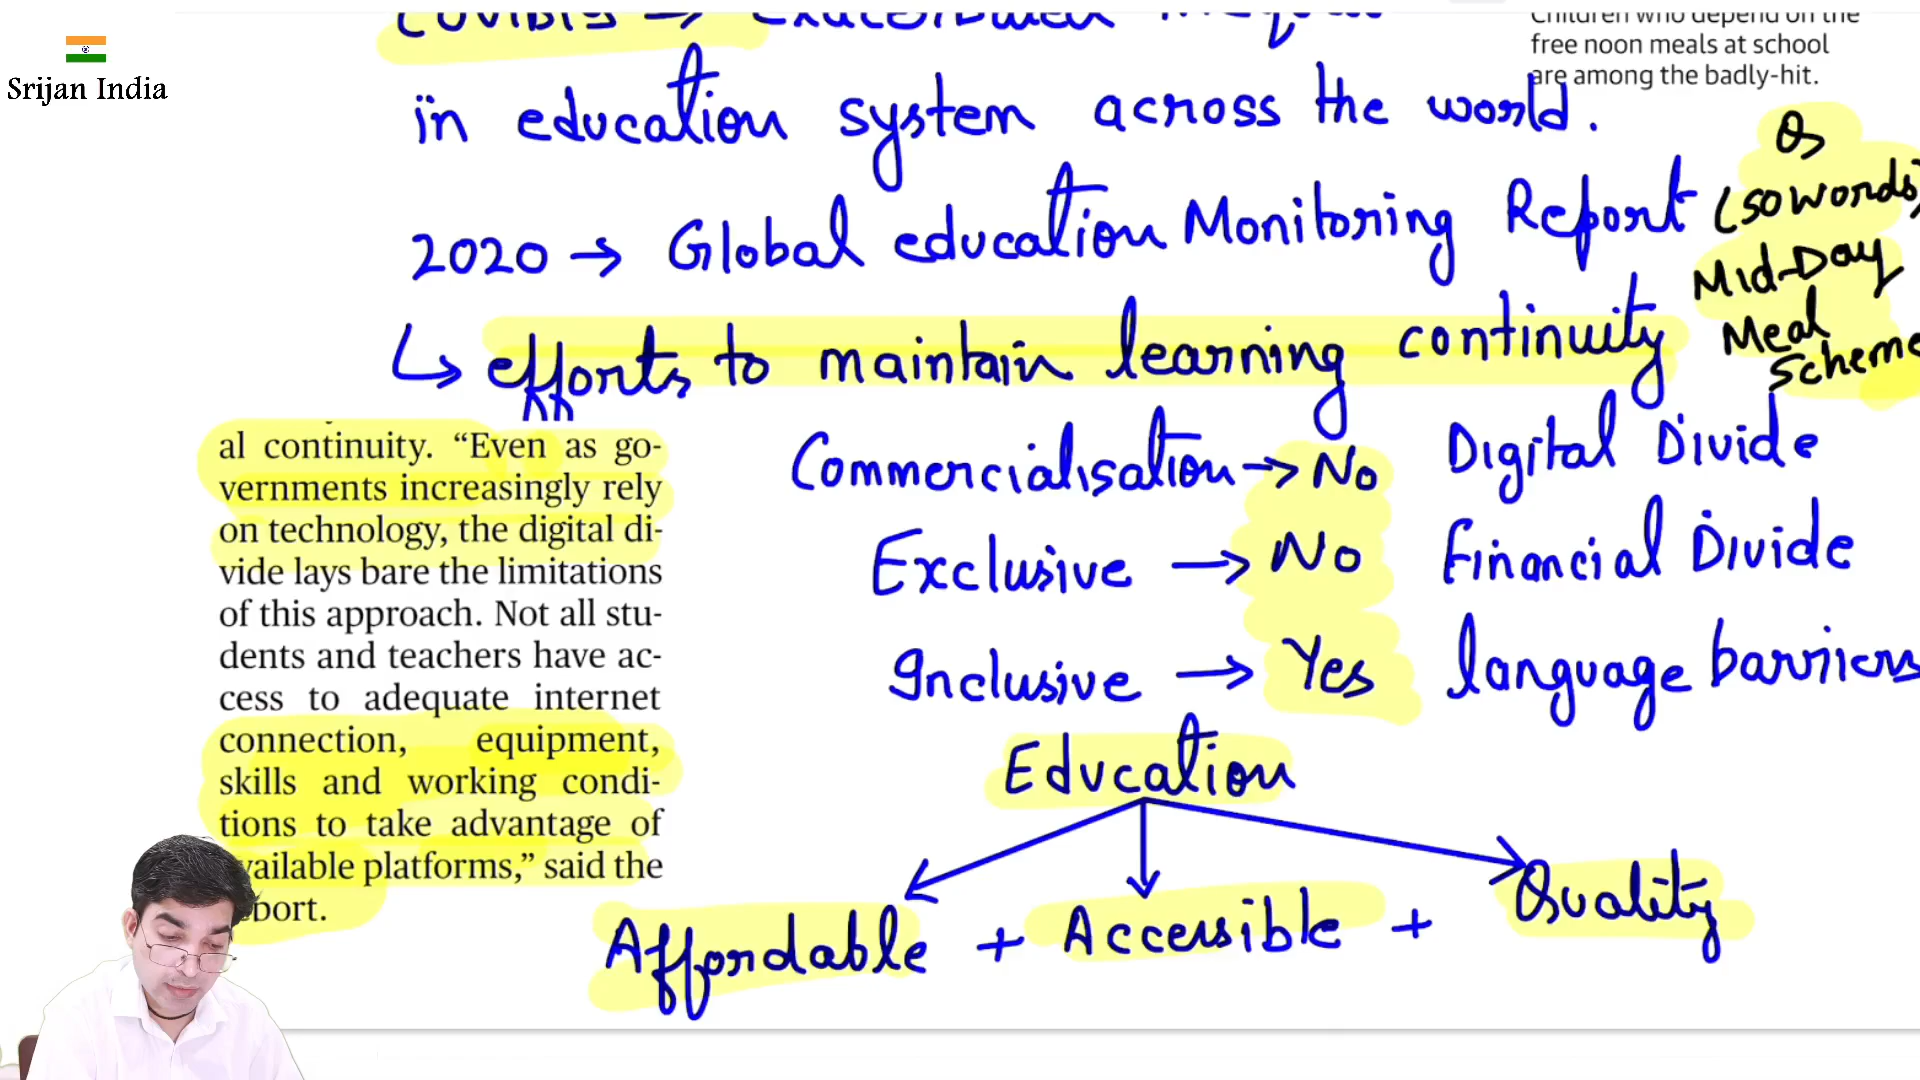 Srijan India
COVID19 → Exacerbated
Children who depend on the
free noon meals at school
are among the badly-hit.
in education system across the world.
Q,
(50 words)
Mid-Day
Meal
Scheme
2020 → Global education Monitoring Report
↳ efforts to maintain learning continuity
al continuity. “Even as go-
vernments increasingly rely
on technology, the digital di-
vide lays bare the limitations
of this approach. Not all stu-
dents and teachers have ac-
cess to adequate internet
connection, equipment,
skills and working condi-
tions to take advantage of
available platforms,” said the
Commercialisation → No
Digital Divide
Exclusive → No
Financial Divide
Inclusive → Yes
language barriers
Education
Affordable + Accessible + Quality